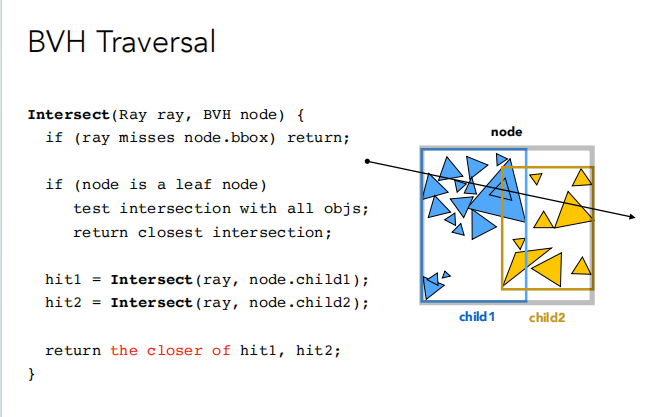 BVH Traversal
Intersect(Ray ray, BVH node) {
if (ray misses node.bbox) return;
if (node is a leaf node)
test intersection with all objs;
return closest intersection;
hit1 = Intersect(ray, node.child1);
hit2 = Intersect(ray, node.child2);
return the closer of hit1, hit2;
}
node
child1
child2